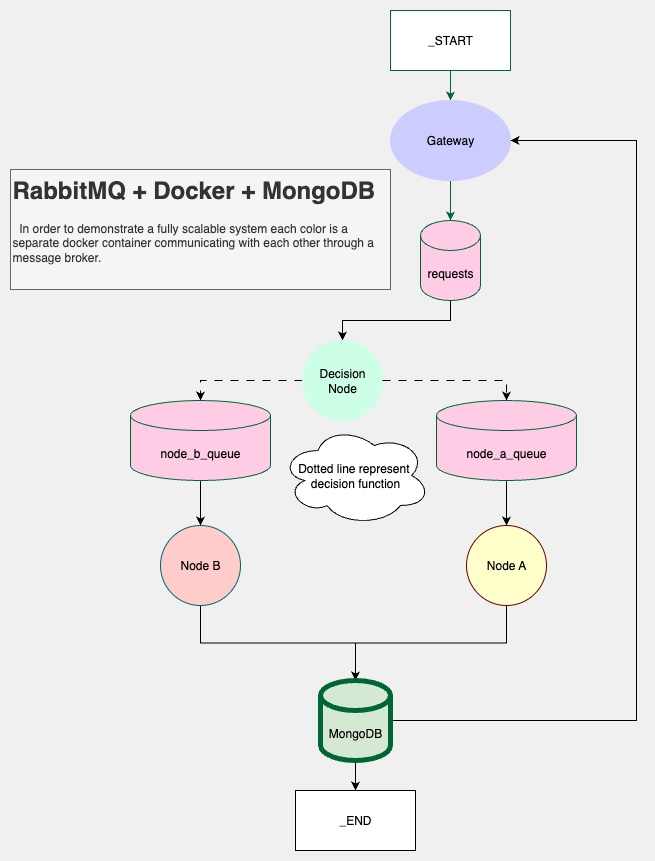 _START
Gateway
RabbitMQ + Docker + MongoDB
In order to demonstrate a fully scalable system each color is a
separate docker container communicating with each other through a
message broker.
requests
Decision
Node
node_b_queue
node_a_queue
Dotted line represent
decision function
Node B
Node A
MongoDB
_END